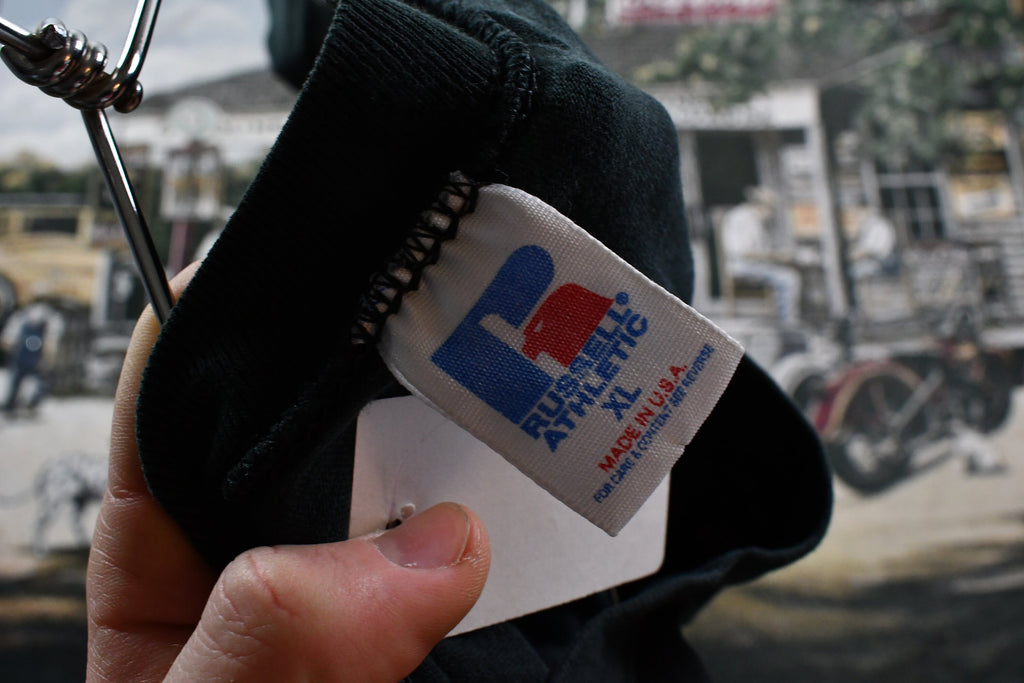 RUSSELL®
ATHLETIC
XL
MADE IN U.S.A.
FOR CARE & CONTENT SEE REVERSE